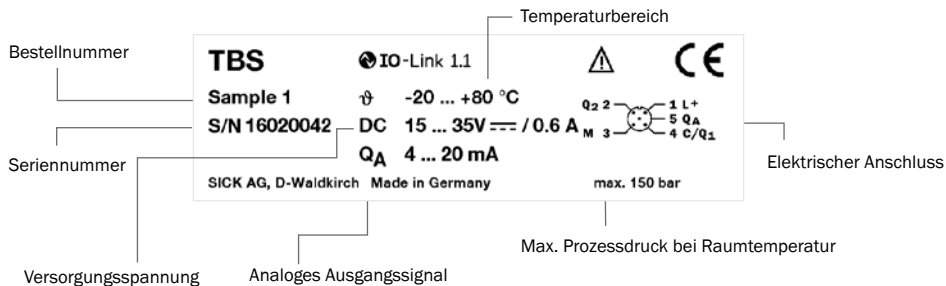 Temperaturbereich
Bestellnummer
TBS
IO-Link 1.1
CE
Sample 1
ϑ -20 ... +80 °C
Q2 2
1 L+
5 QA
S/N 16020042
DC 15 ... 35V ⎓ / 0.6 A
M 3
4 C/Q1
Seriennummer
QA 4 ... 20 mA
Elektrischer Anschluss
SICK AG, D-Waldkirch Made in Germany
max. 150 bar
Max. Prozessdruck bei Raumtemperatur
Versorgungsspannung
Analoges Ausgangssignal